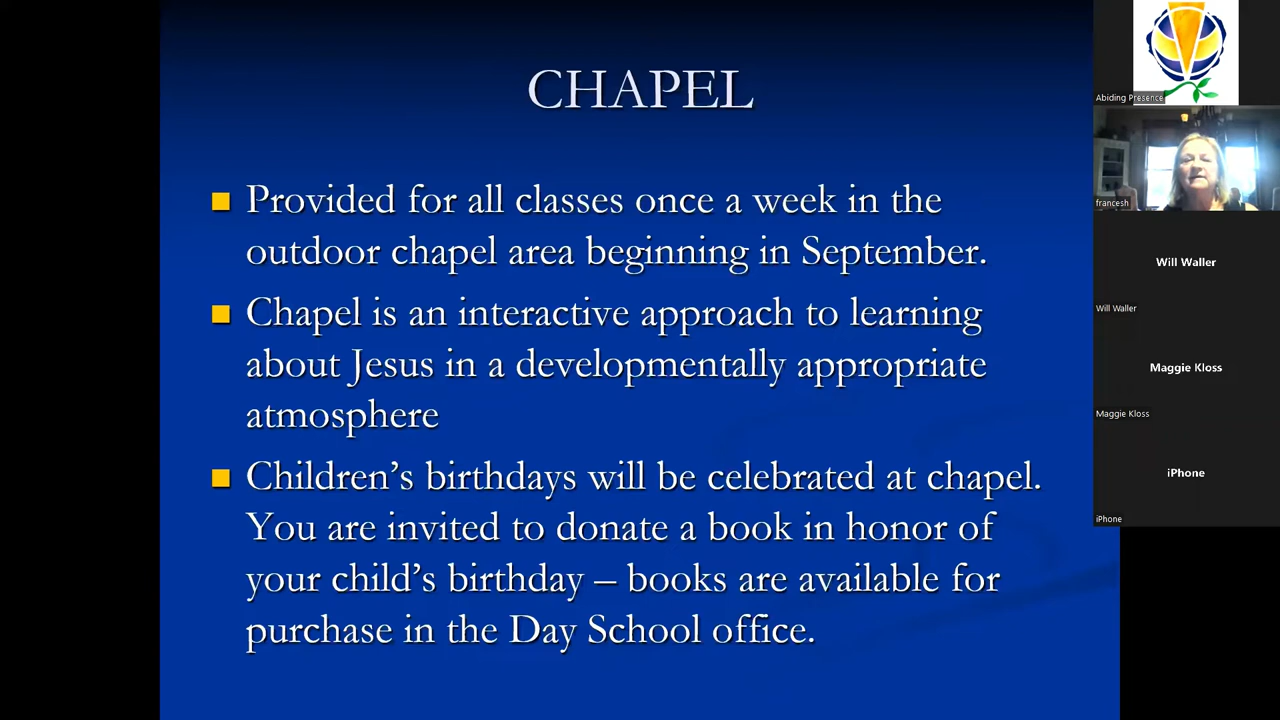 CHAPEL
Provided for all classes once a week in the
outdoor chapel area beginning in September.
Chapel is an interactive approach to learning
about Jesus in a developmentally appropriate
atmosphere
Children's birthdays will be celebrated at chapel.
You are invited to donate a book in honor of
your child's birthday – books are available for
purchase in the Day School office.
Abiding Presence
francesh
Will Waller
Will Waller
Maggie Kloss
Maggie Kloss
iPhone
iPhone